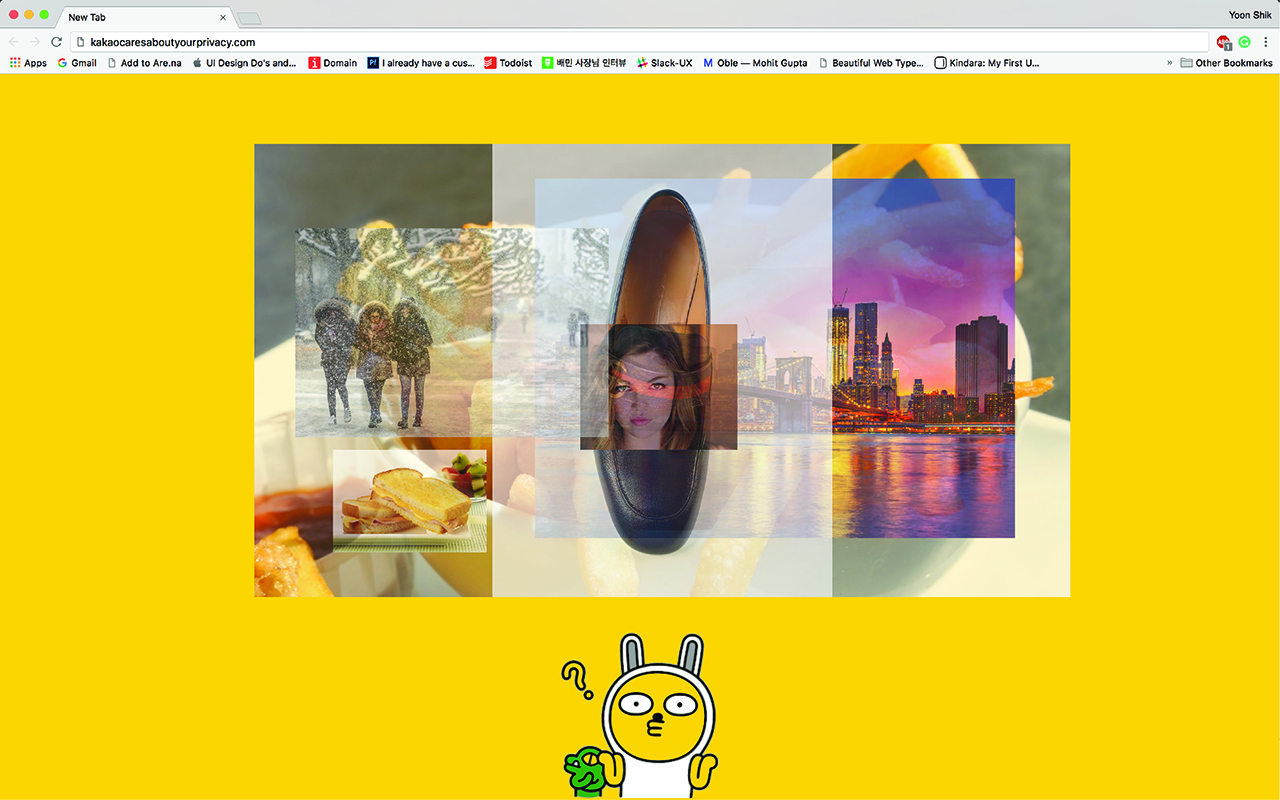 New Tab
Yoon Shik
kakaocaresaboutyourprivacy.com
ABP
1
G
Apps
G Gmail
Add to Are.na
UI Design Do's and...
i Domain
P! I already have a cus...
Todoist
배민 사장님 인터뷰
Slack-UX
M Oble — Mohit Gupta
Beautiful Web Type...
Kindara: My First U...
» Other Bookmarks
?